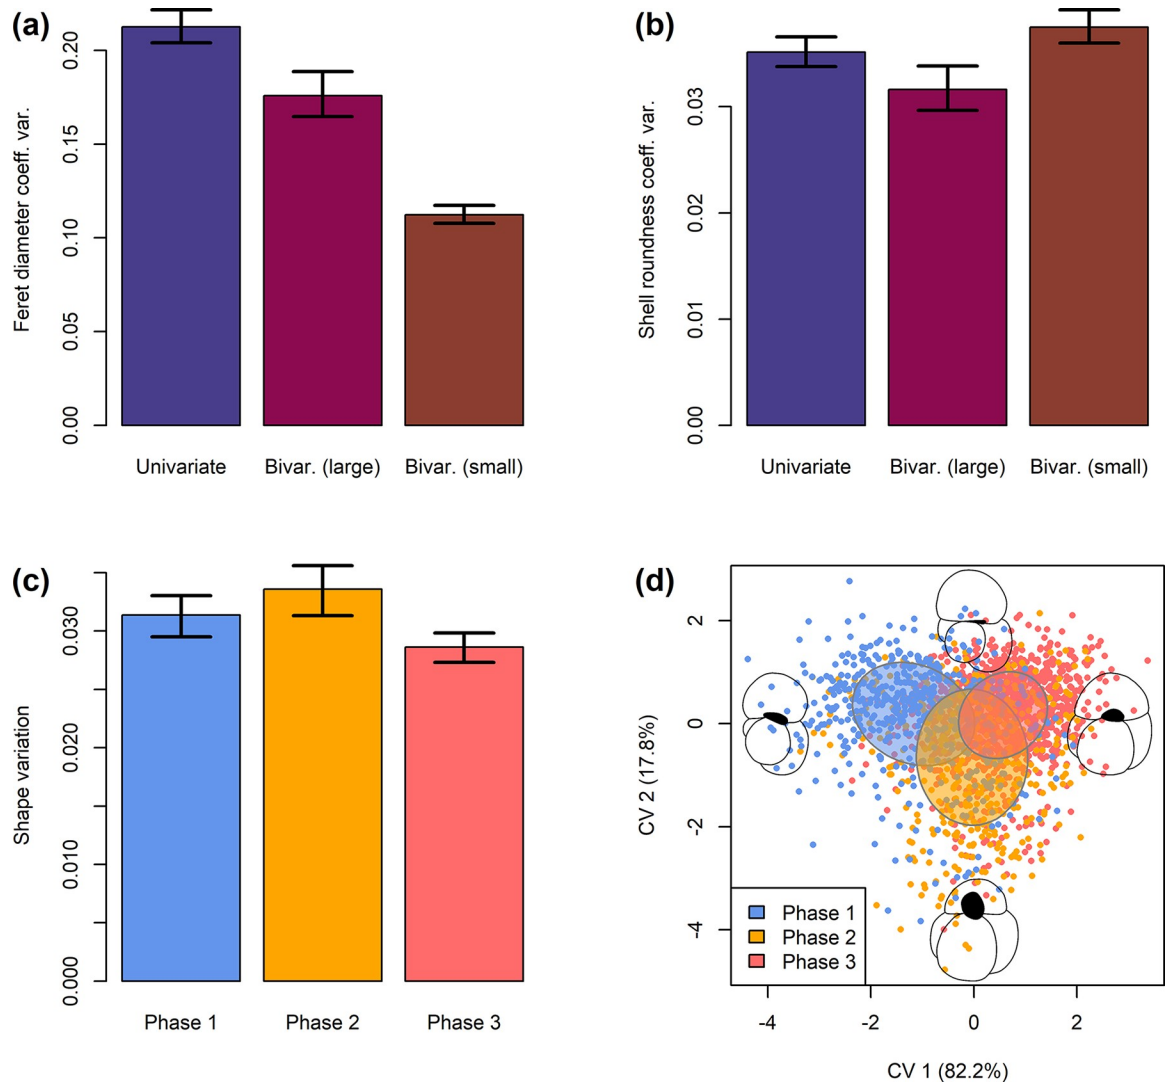 (a)
Feret diameter coeff. var.
0.20
0.15
0.10
0.05
0.00
Univariate
Bivar. (large)
Bivar. (small)
(b)
Shell roundness coeff. var.
0.03
0.02
0.01
0.00
Univariate
Bivar. (large)
Bivar. (small)
(c)
Shape variation
0.030
0.020
0.010
0.000
Phase 1
Phase 2
Phase 3
(d)
CV 2 (17.8%)
2
0
-2
-4
Phase 1
Phase 2
Phase 3
-4
-2
0
2
CV 1 (82.2%)